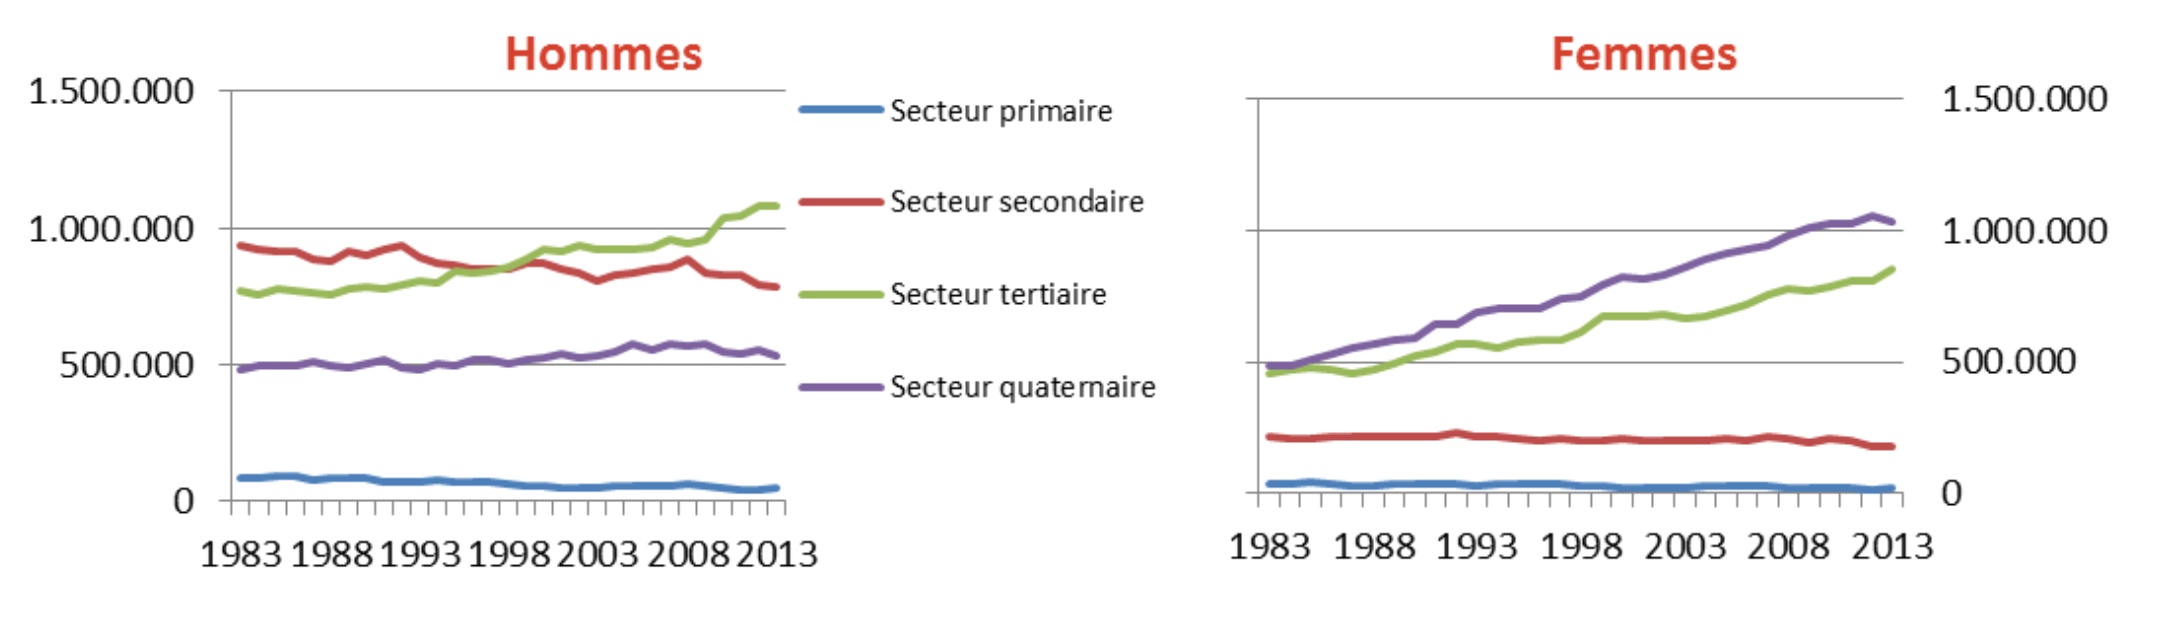 Hommes
1.500.000
1.000.000
500.000
0
1983 1988 1993 1998 2003 2008 2013
Secteur primaire
Secteur secondaire
Secteur tertiaire
Secteur quaternaire
Femmes
1.500.000
1.000.000
500.000
0
1983 1988 1993 1998 2003 2008 2013